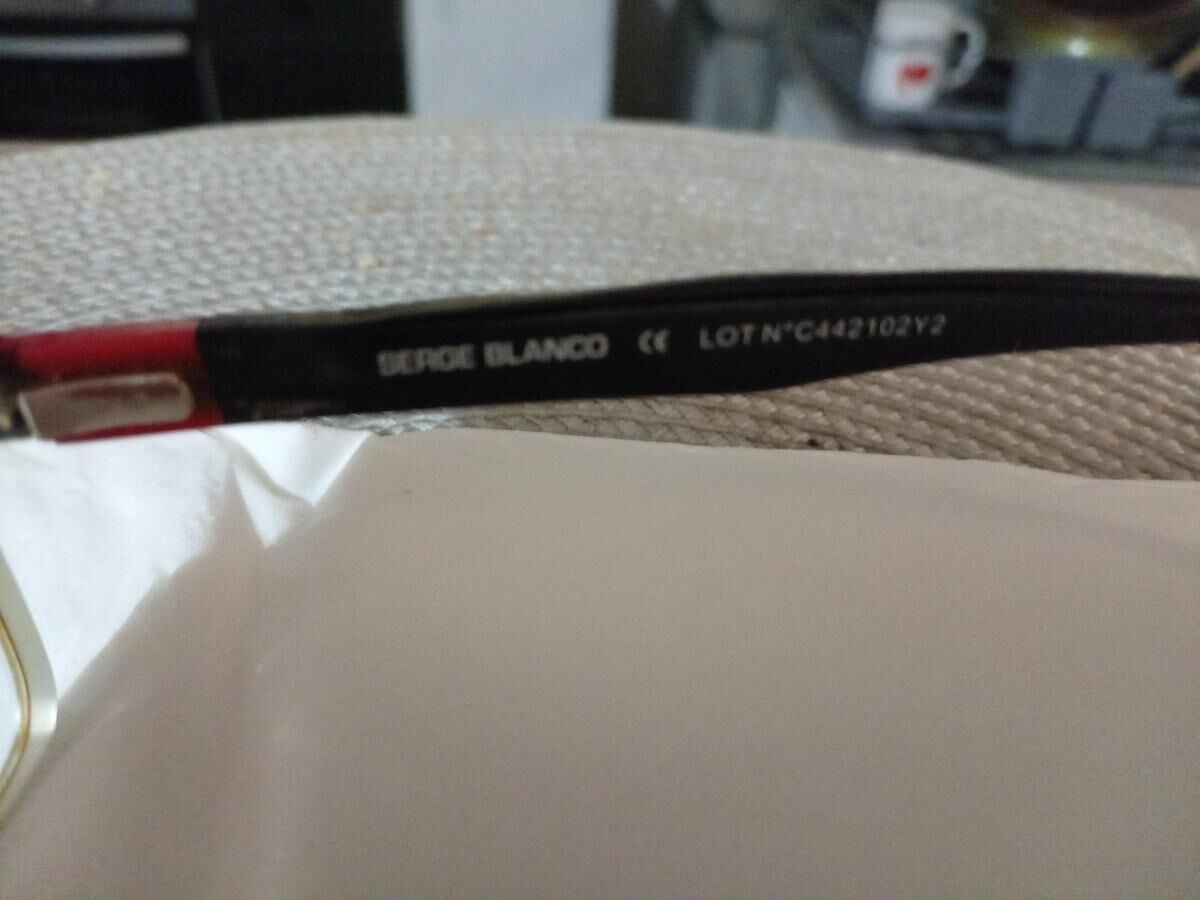 SERGE BLANCO CE LOT N°C442102Y2